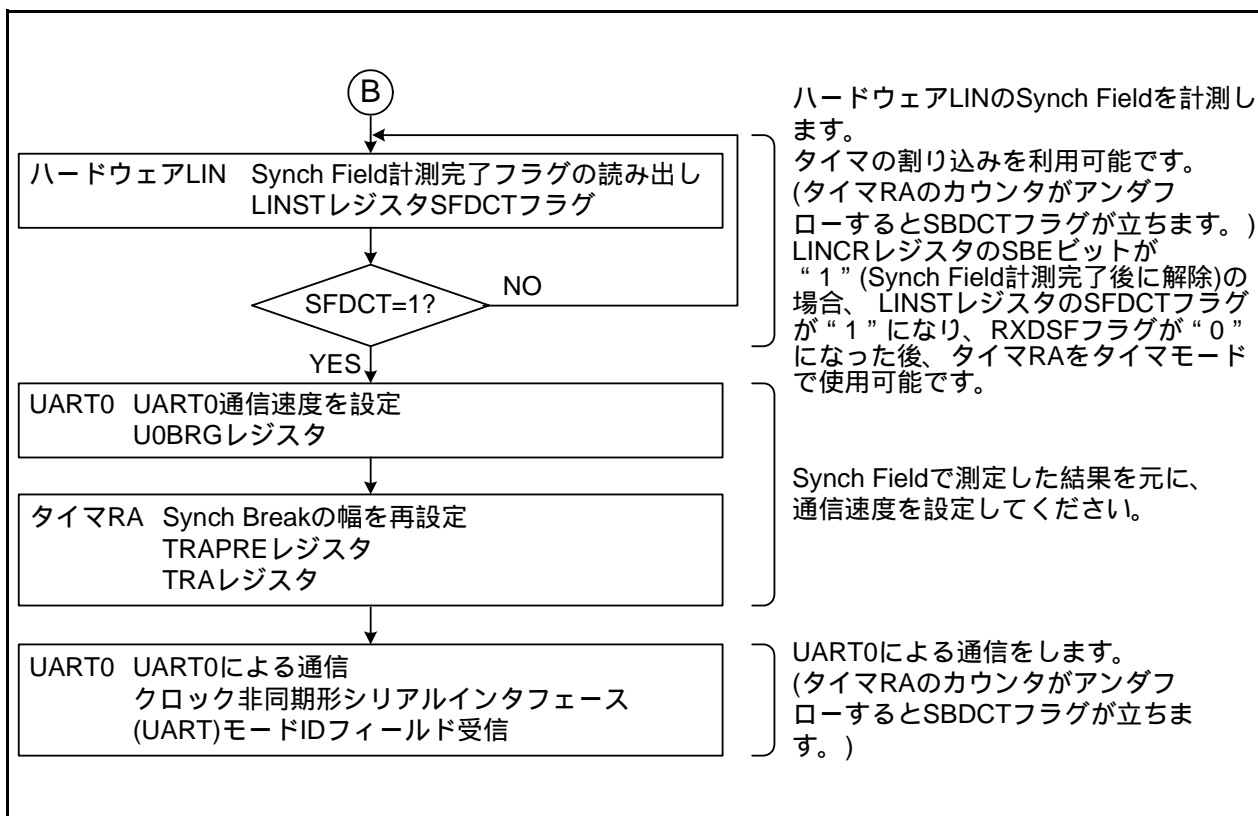 B
ハードウェアLIN Synch Field計測完了フラグの読み出し
LINSTレジスタSFDCTフラグ
SFDCT=1?
NO
YES
UART0 UART0通信速度を設定
U0BRGレジスタ
タイマRA Synch Breakの幅を再設定
TRAPREレジスタ
TRAレジスタ
UART0 UART0による通信
クロック非同期形シリアルインタフェース
(UART)モードIDフィールド受信
ハードウェアLINのSynch Fieldを計測し
ます。
タイマの割り込みを利用可能です。
(タイマRAのカウンタがアンダフ
ローするとSBDCTフラグが立ちます。)
LINCRレジスタのSBEビットが
“1”(Synch Field計測完了後に解除)の
場合、LINSTレジスタのSFDCTフラグ
が“1”になり、RXDSFフラグが“0”
になった後、タイマRAをタイマモード
で使用可能です。
Synch Fieldで測定した結果を元に、
通信速度を設定してください。
UART0による通信をします。
(タイマRAのカウンタがアンダフ
ローするとSBDCTフラグが立ちま
す。)